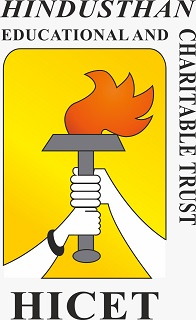 HINDUSTHAN
EDUCATIONAL AND
CHARITABLE TRUST
HICET